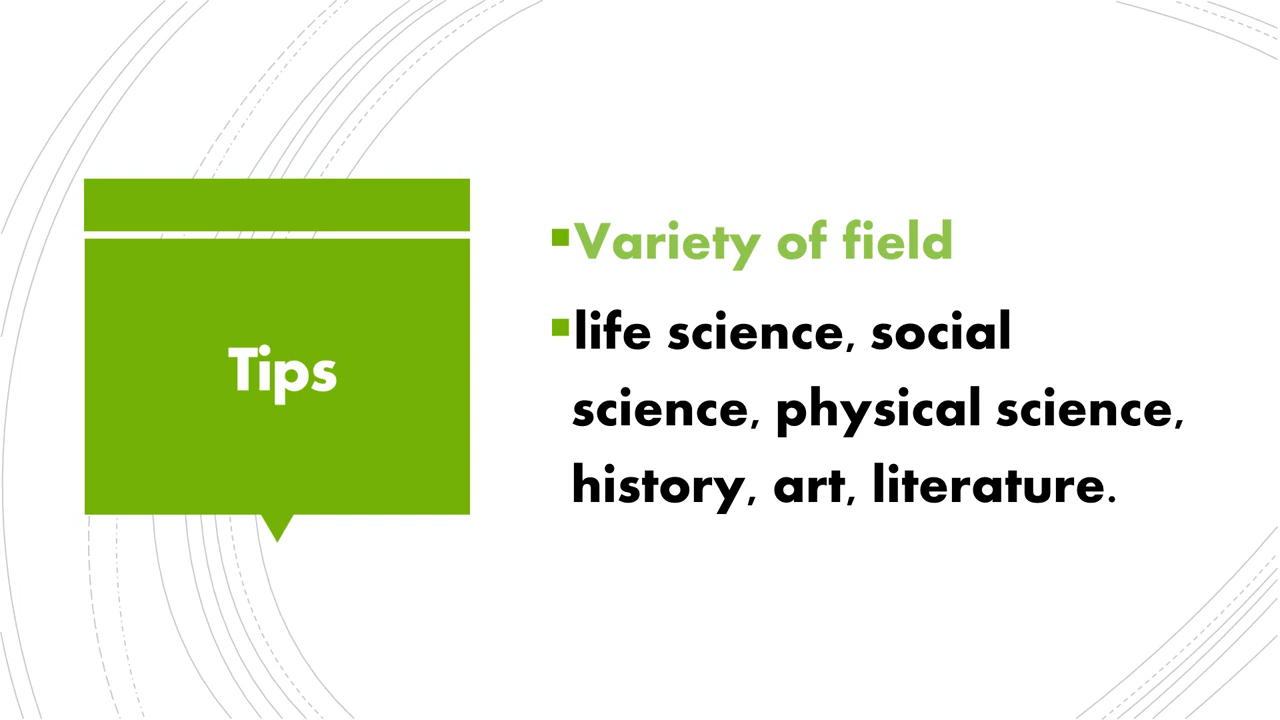 Tips
Variety of field
life science, social
science, physical science,
history, art, literature.